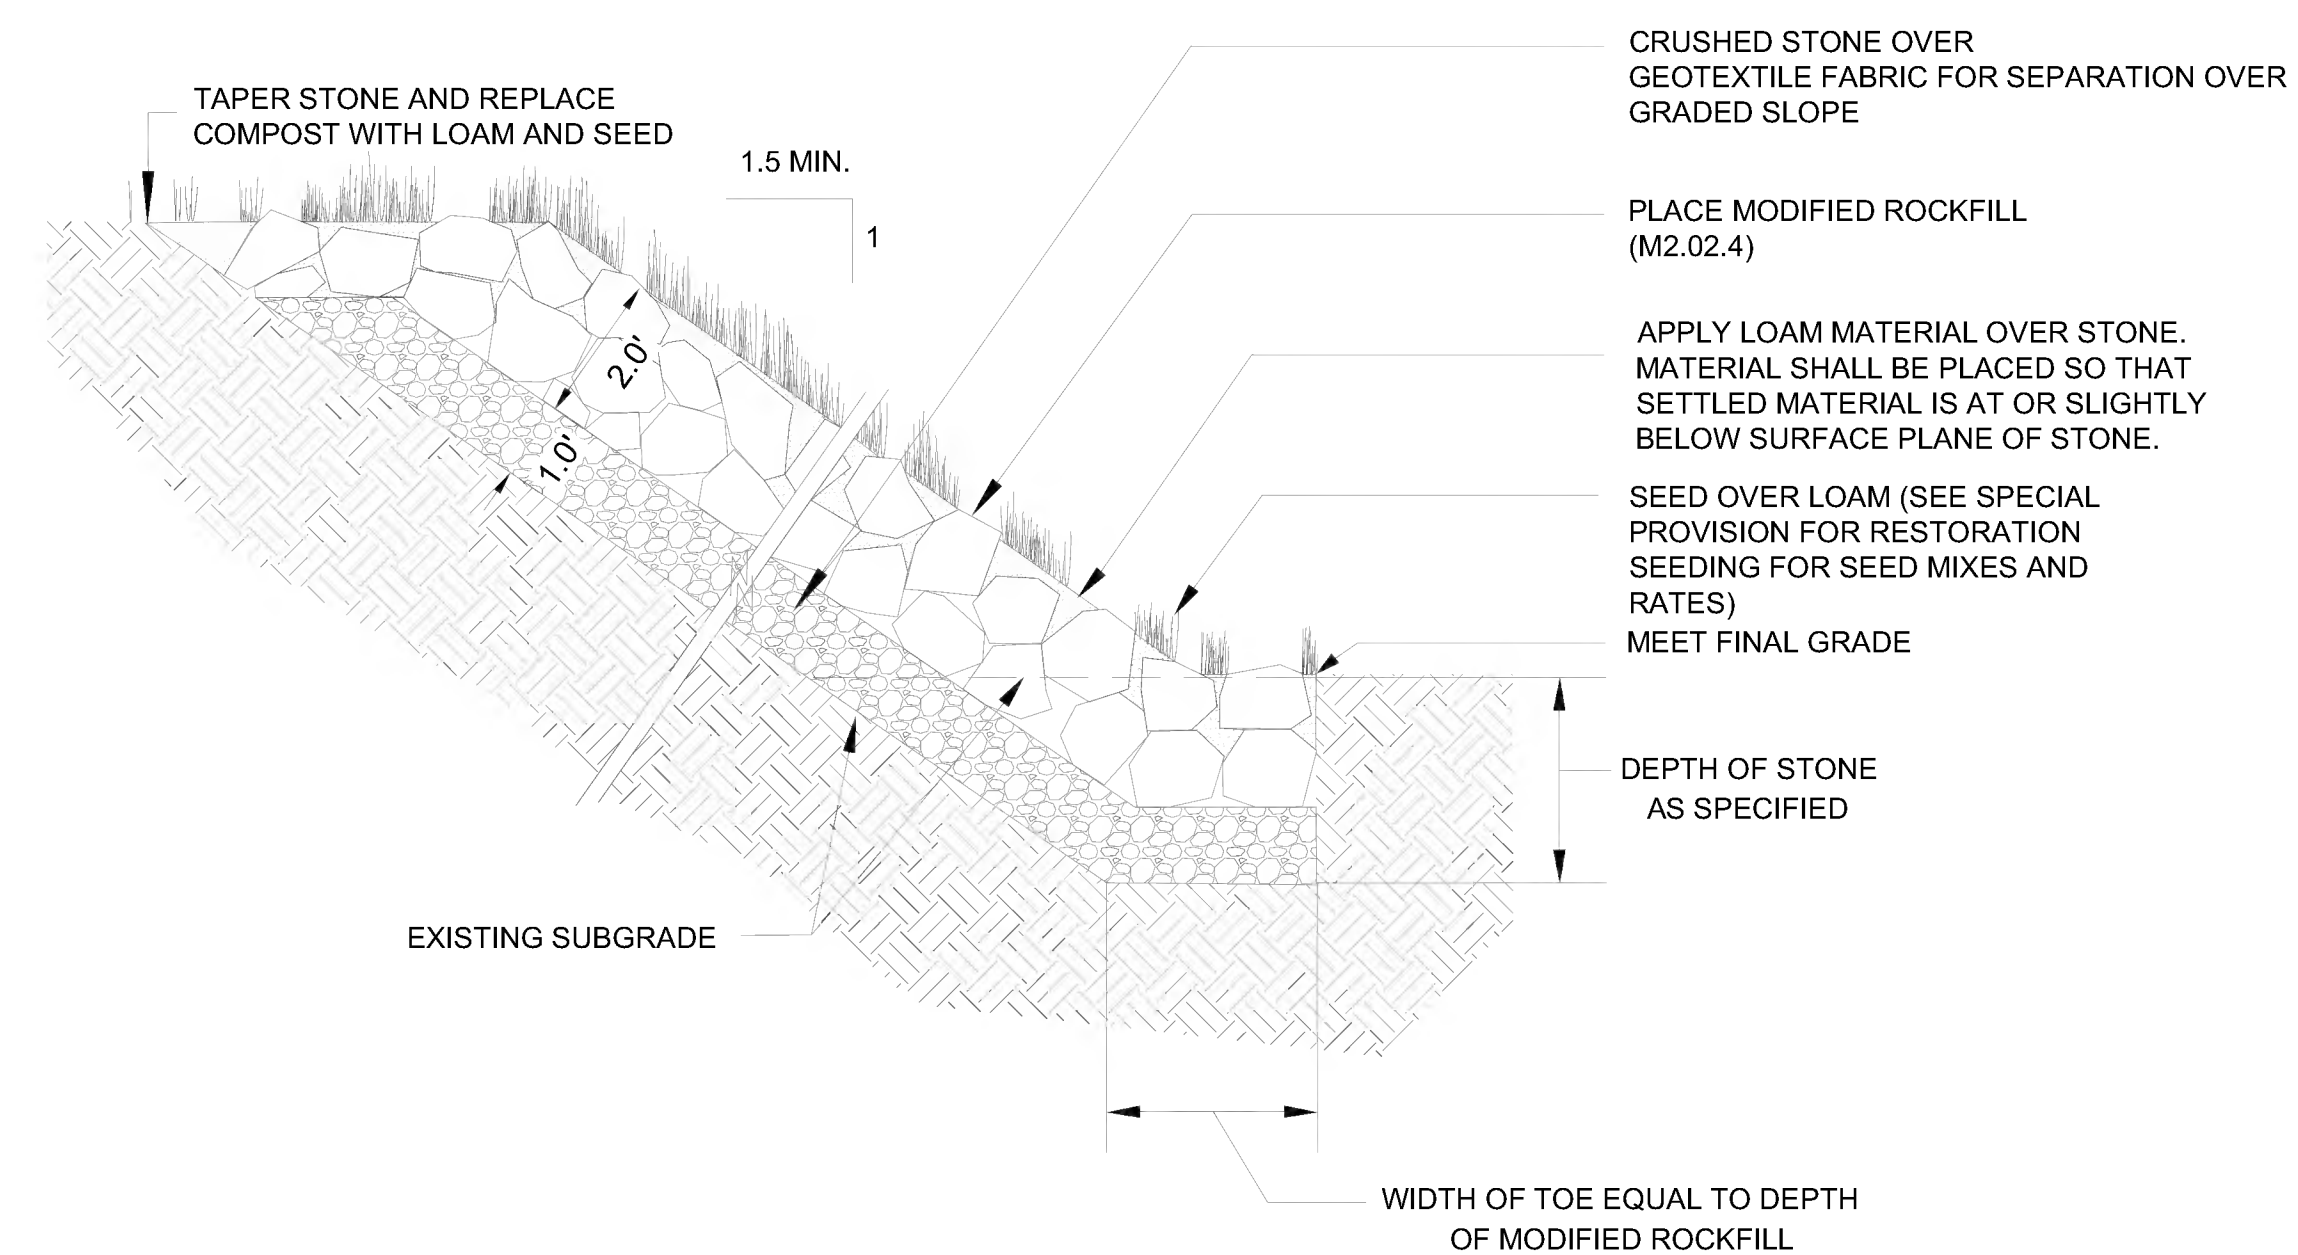 TAPER STONE AND REPLACE
COMPOST WITH LOAM AND SEED
1.5 MIN.
1
CRUSHED STONE OVER
GEOTEXTILE FABRIC FOR SEPARATION OVER
GRADED SLOPE
PLACE MODIFIED ROCKFILL
(M2.02.4)
APPLY LOAM MATERIAL OVER STONE.
MATERIAL SHALL BE PLACED SO THAT
SETTLED MATERIAL IS AT OR SLIGHTLY
BELOW SURFACE PLANE OF STONE.
2.0'
1.0'
SEED OVER LOAM (SEE SPECIAL
PROVISION FOR RESTORATION
SEEDING FOR SEED MIXES AND
RATES)
MEET FINAL GRADE
DEPTH OF STONE
AS SPECIFIED
EXISTING SUBGRADE
WIDTH OF TOE EQUAL TO DEPTH
OF MODIFIED ROCKFILL